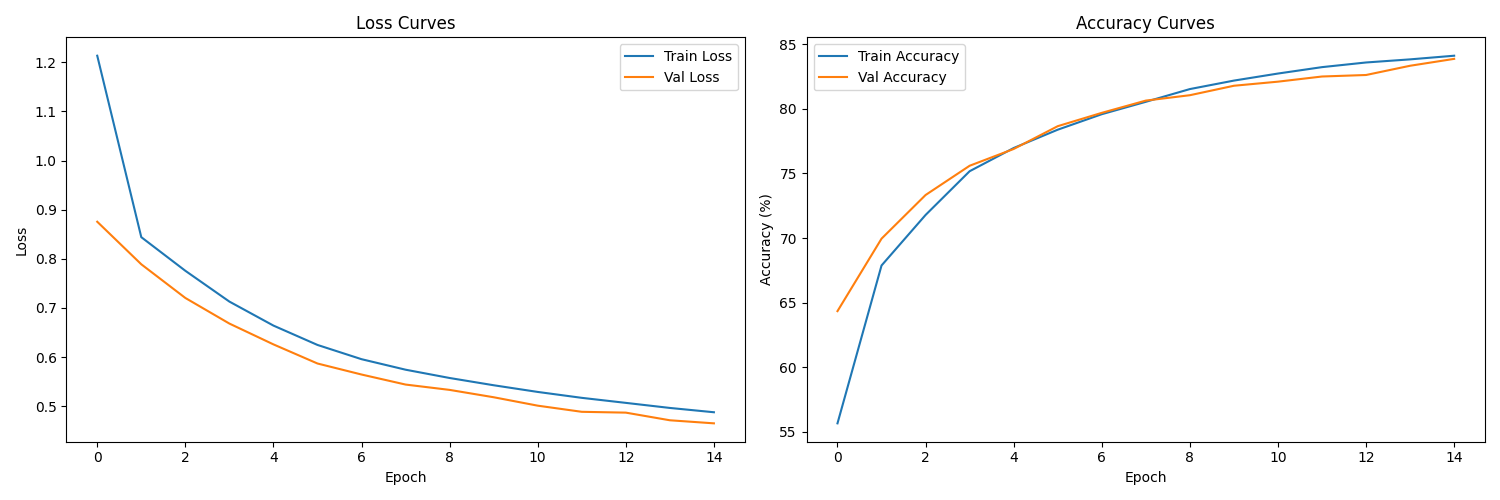 Loss Curves
1.2
1.1
1.0
0.9
0.8
0.7
0.6
0.5
Loss
Train Loss
Val Loss
0 2 4 6 8 10 12 14
Epoch
Accuracy Curves
85
80
75
70
65
60
55
Accuracy (%)
Train Accuracy
Val Accuracy
0 2 4 6 8 10 12 14
Epoch